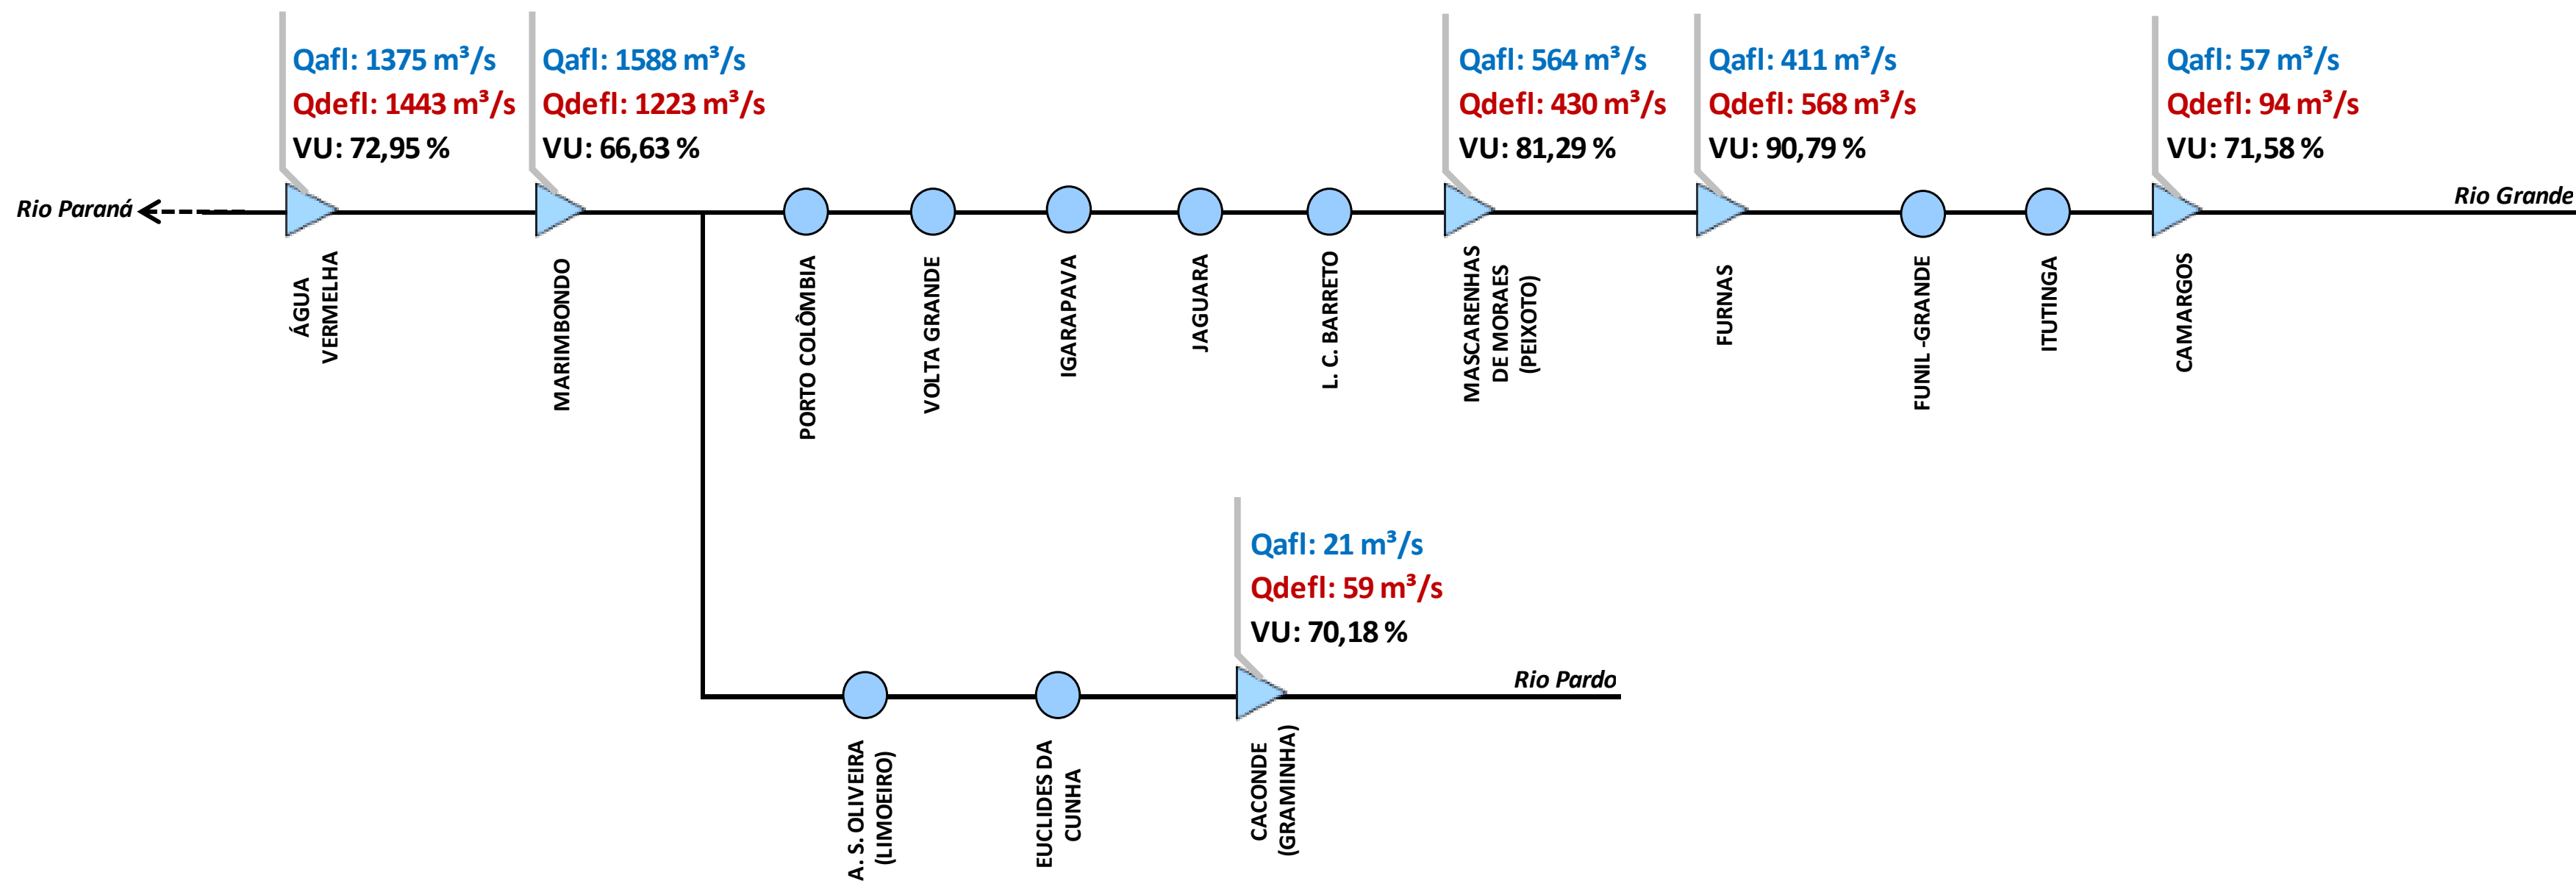 Qafl: 1375 m³/s
Qdefl: 1443 m³/s
VU: 72,95 %
Qafl: 1588 m³/s
Qdefl: 1223 m³/s
VU: 66,63 %
Qafl: 564 m³/s
Qdefl: 430 m³/s
VU: 81,29 %
Qafl: 411 m³/s
Qdefl: 568 m³/s
VU: 90,79 %
Qafl: 57 m³/s
Qdefl: 94 m³/s
VU: 71,58 %
Rio Paraná
Rio Grande
ÁGUA
VERMELHA
MARIMBONDO
PORTO COLÔMBIA
VOLTA GRANDE
IGARAPAVA
JAGUARA
L. C. BARRETO
MASCARENHAS
DE MORAES
(PEIXOTO)
FURNAS
FUNIL -GRANDE
ITUTINGA
CAMARGOS
Qafl: 21 m³/s
Qdefl: 59 m³/s
VU: 70,18 %
Rio Pardo
A. S. OLIVEIRA
(LIMOEIRO)
EUCLIDES DA
CUNHA
CACONDE
(GRAMINHA)